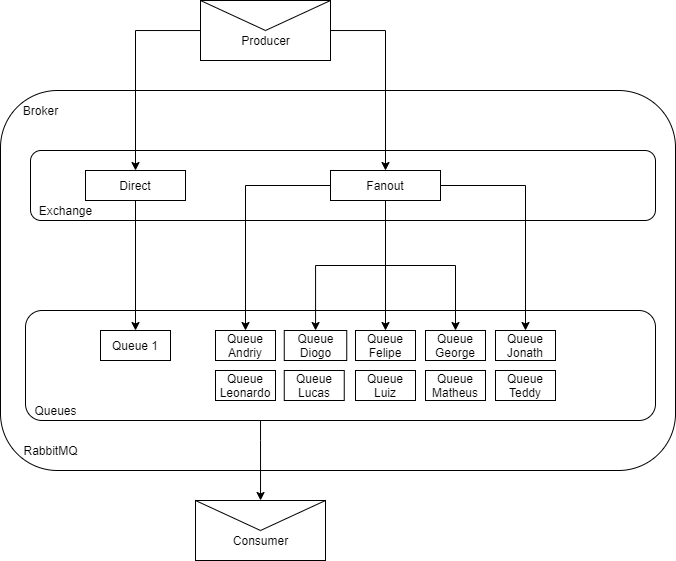 Producer
Broker
Direct
Fanout
Exchange
Queue 1
Queue
Andriy
Queue
Diogo
Queue
Felipe
Queue
George
Queue
Jonath
Queue
Leonardo
Queue
Lucas
Queue
Luiz
Queue
Matheus
Queue
Teddy
Queues
RabbitMQ
Consumer